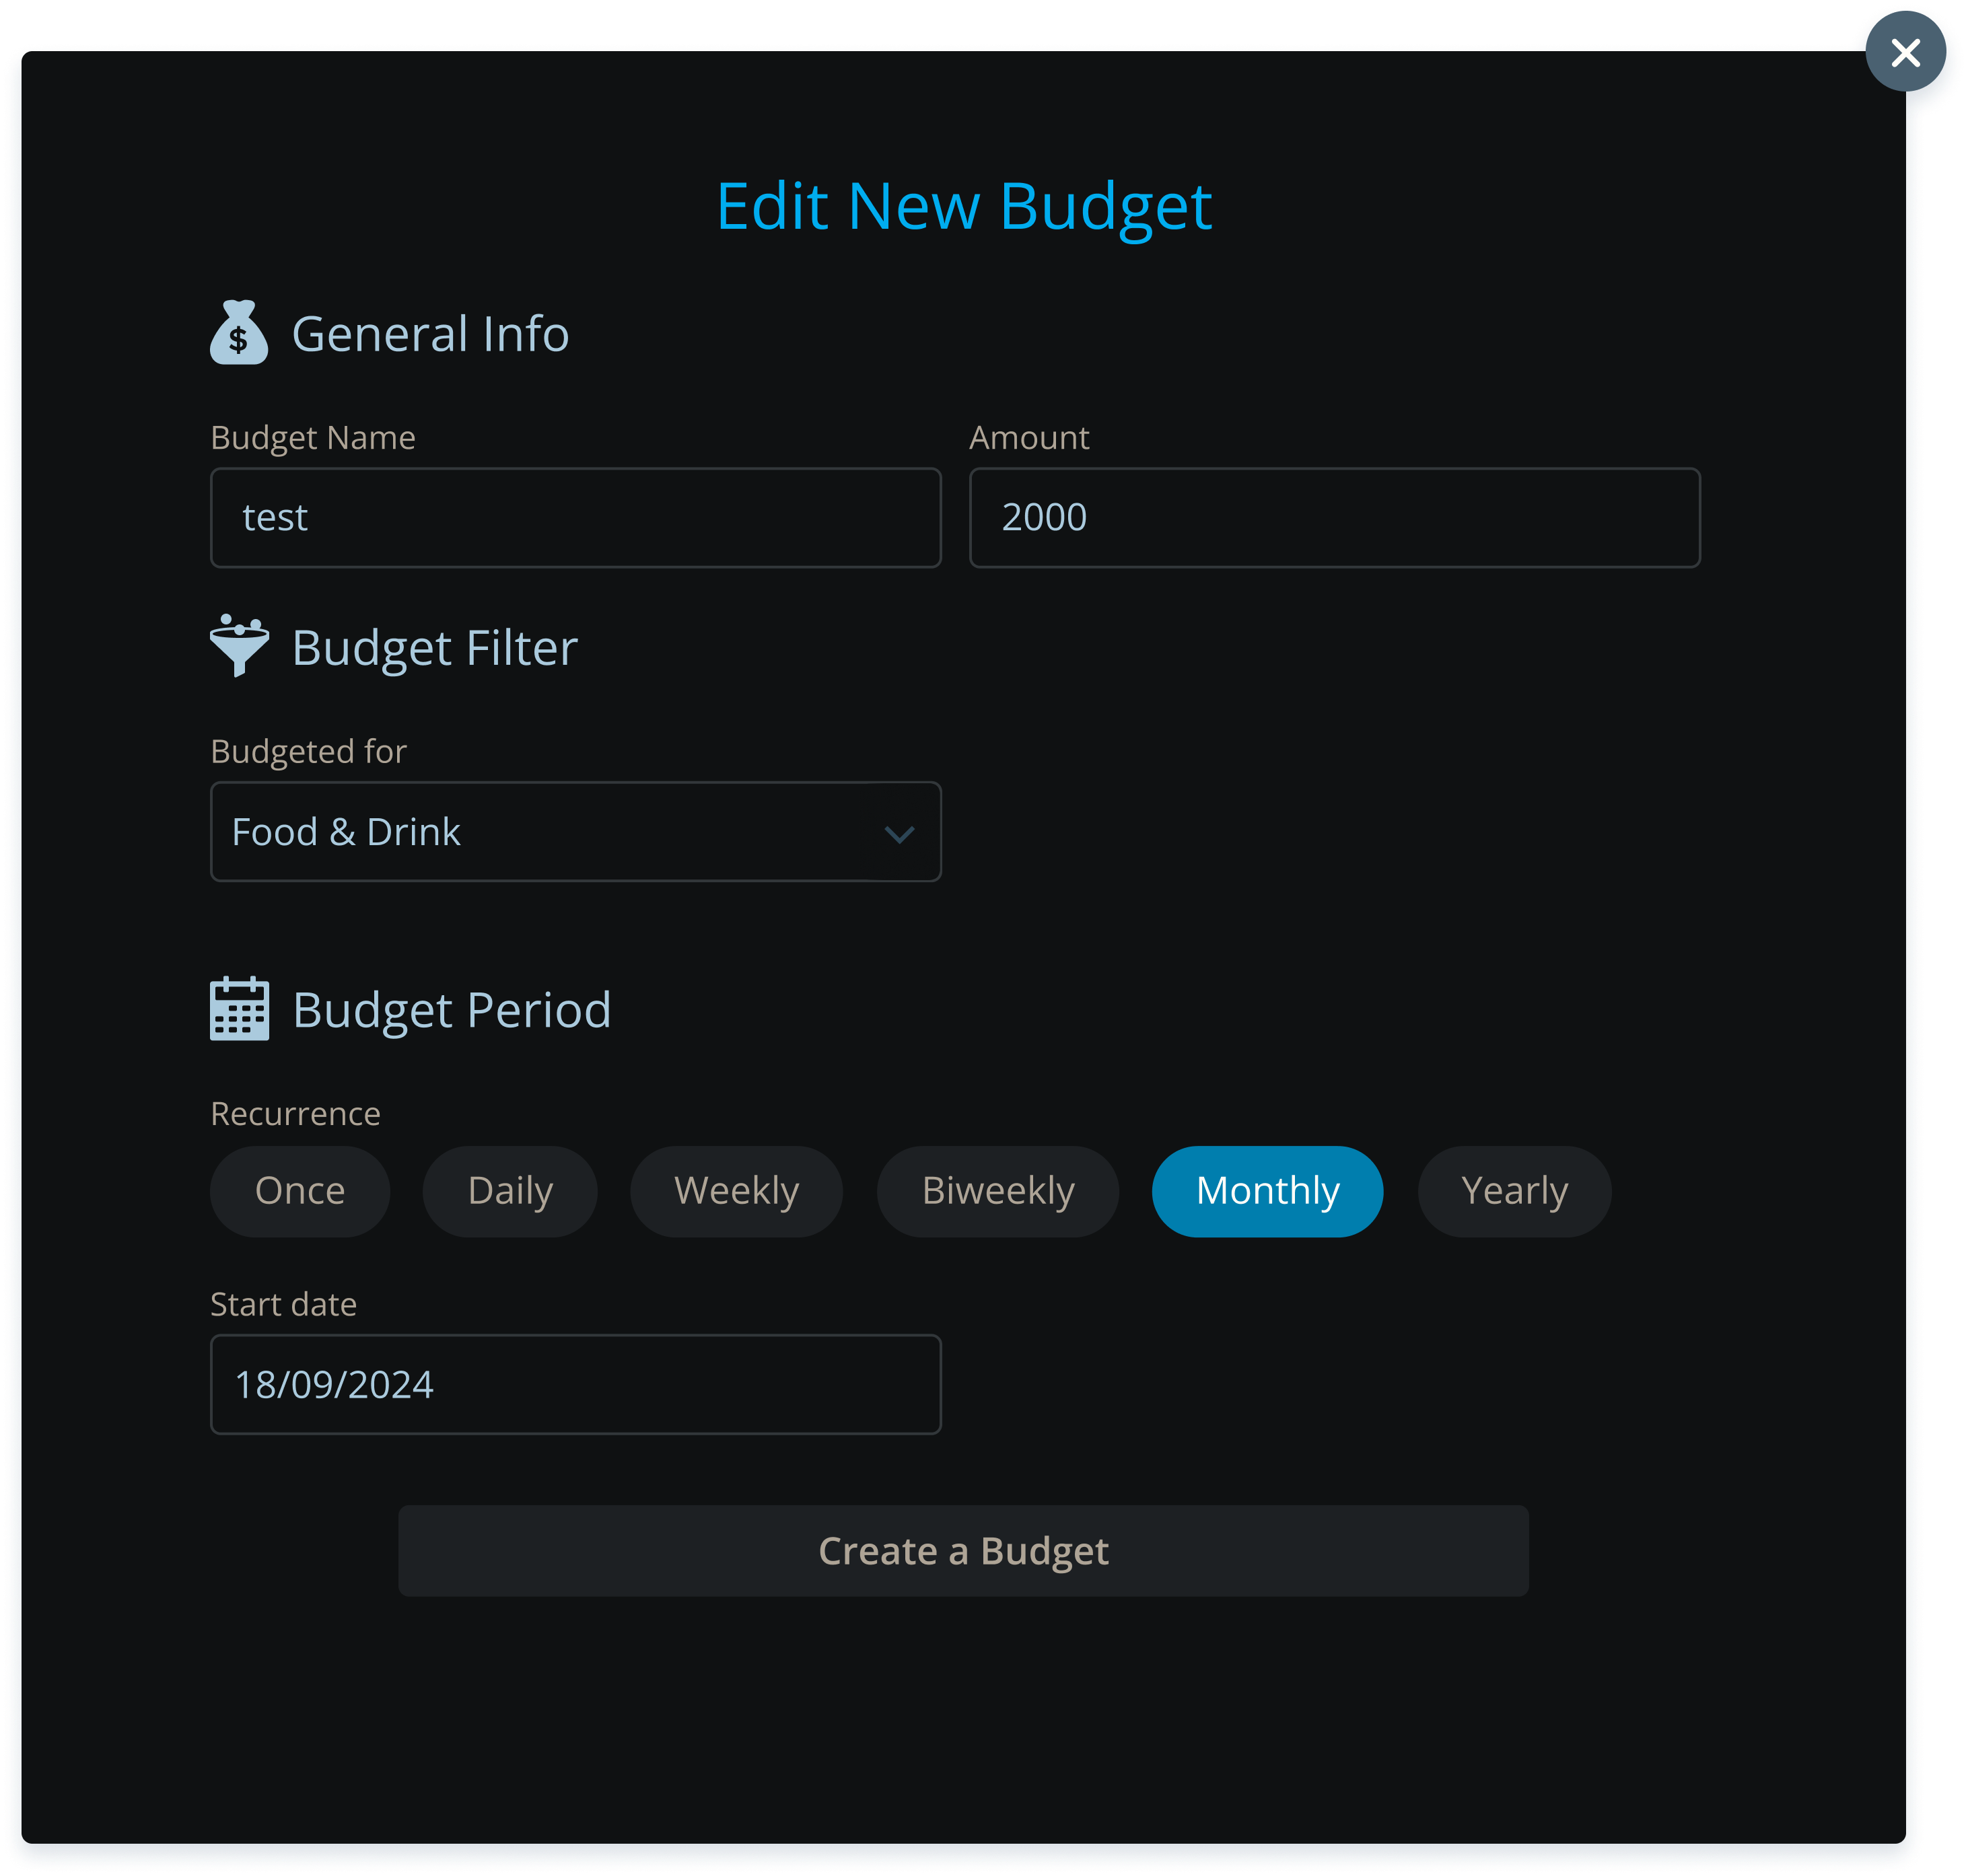 Edit New Budget
General Info
Budget Name
Amount
test
2000
Budget Filter
Budgeted for
Food & Drink
Budget Period
Recurrence
Once Daily Weekly Biweekly Monthly Yearly
Start date
18/09/2024
Create a Budget